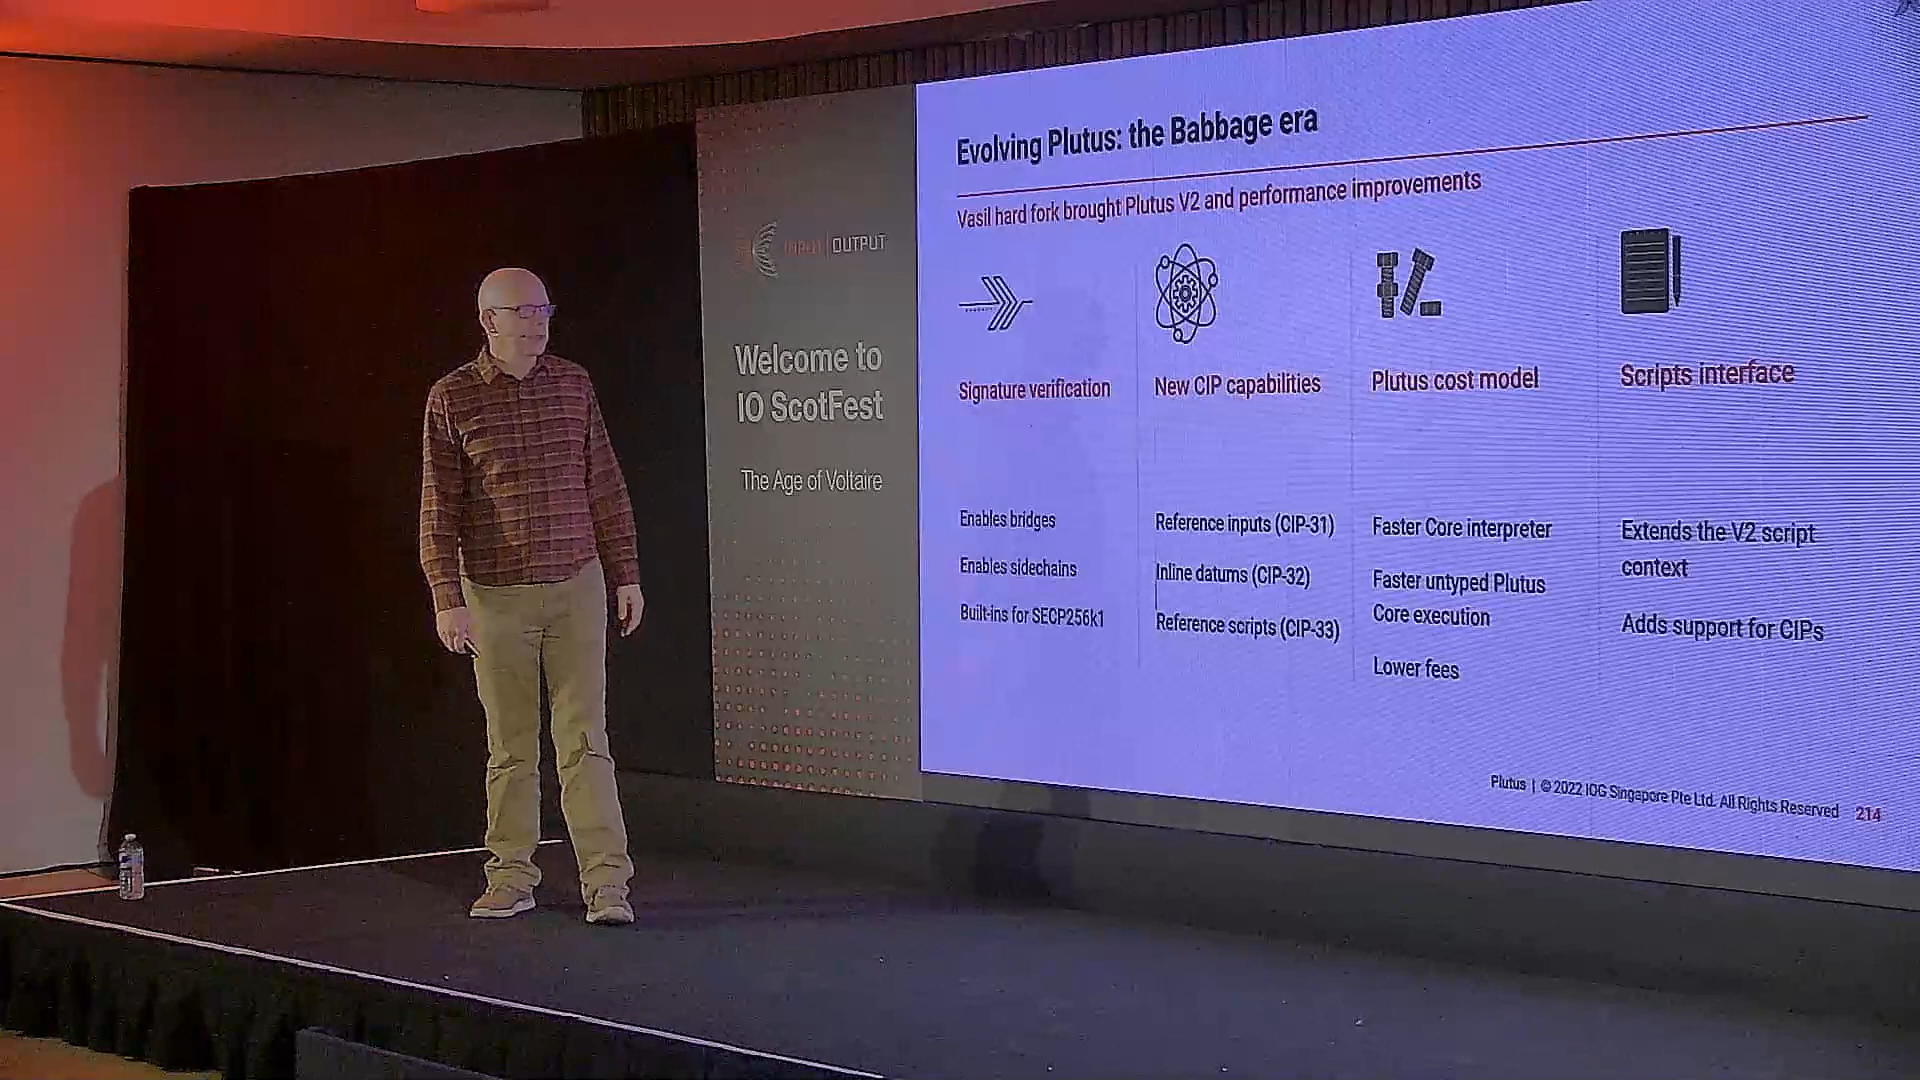 INPUT | OUTPUT
Welcome to
IO ScotFest
The Age of Voltaire
Evolving Plutus: the Babbage era
Vasil hard fork brought Plutus V2 and performance improvements
Signature verification
Enables bridges
Enables sidechains
Built-ins for SECP256k1
New CIP capabilities
Reference inputs (CIP-31)
Inline datums (CIP-32)
Reference scripts (CIP-33)
Plutus cost model
Faster Core interpreter
Faster untyped Plutus
Core execution
Lower fees
Scripts interface
Extends the V2 script
context
Adds support for CIPs
Plutus | © 2022 IOG Singapore Pte Ltd. All Rights Reserved 214